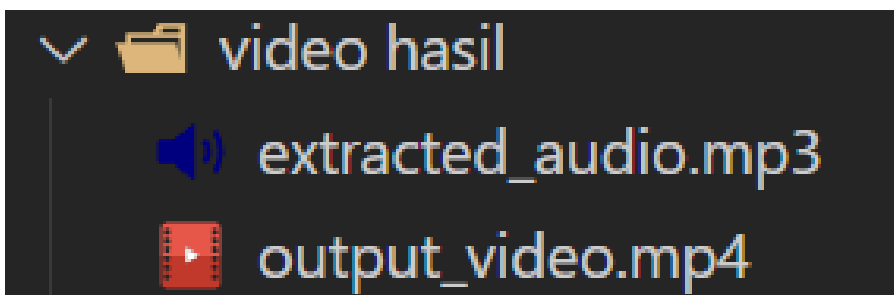 video hasil
extracted_audio.mp3
output_video.mp4